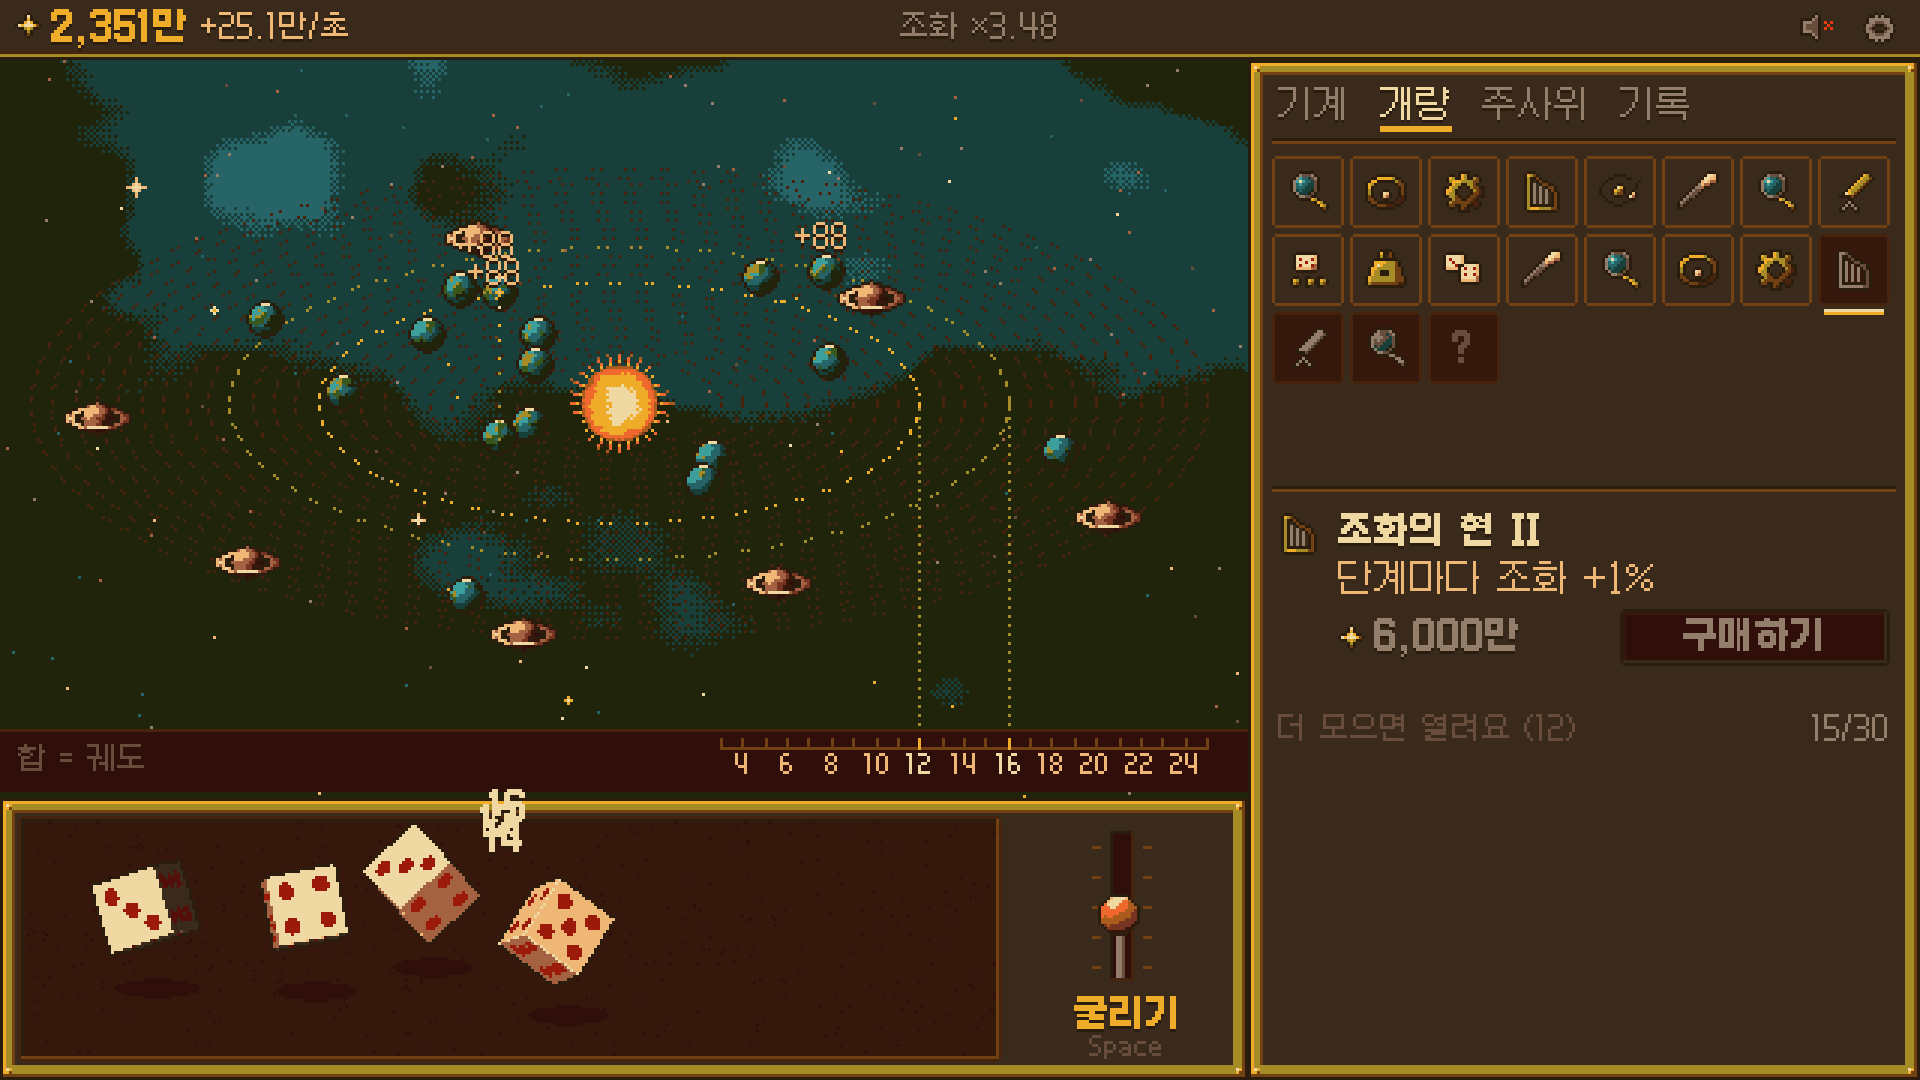 2,351만 +25.1만/초
조화 ×3.48
기계 개량 주사위 기록
+88
+88
?
조화의 현 II
단계마다 조화 +1%
6,000만 구매하기
더 모으면 열려요 (12) 15/30
합 = 궤도
4 6 8 10 12 14 16 18 20 22 24
굴리기
Space